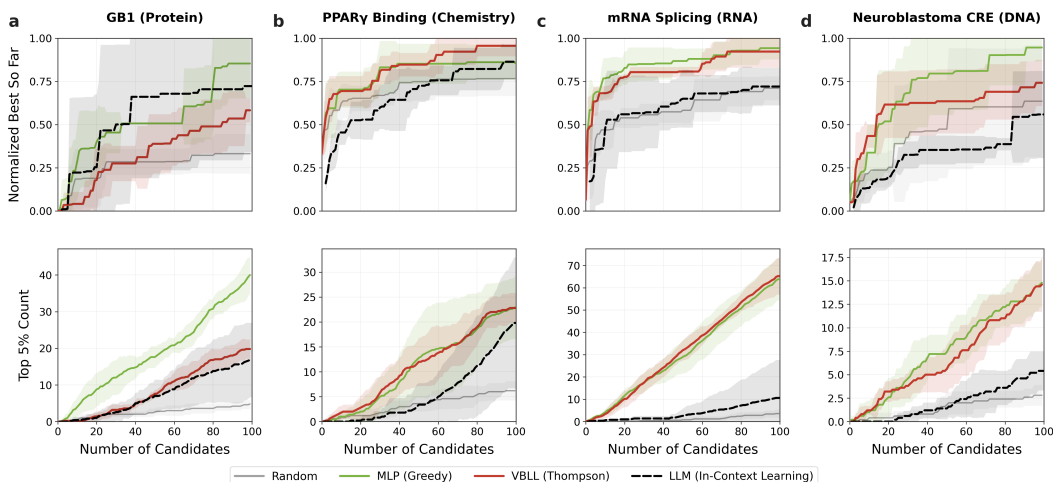 a GB1 (Protein) b PPARγ Binding (Chemistry) c mRNA Splicing (RNA) d Neuroblastoma CRE (DNA)
Normalized Best So Far
1.00 1.00 1.00 1.00
0.75 0.75 0.75 0.75
0.50 0.50 0.50 0.50
0.25 0.25 0.25 0.25
0.00 0.00 0.00 0.00
Top 5% Count
40
30
20
10
0
30
25
20
15
10
5
0
70
60
50
40
30
20
10
0
17.5
15.0
12.5
10.0
7.5
5.0
2.5
0.0
0 20 40 60 80 100 0 20 40 60 80 100 0 20 40 60 80 100 0 20 40 60 80 100
Number of Candidates Number of Candidates Number of Candidates Number of Candidates
Random MLP (Greedy) VBLL (Thompson) LLM (In-Context Learning)